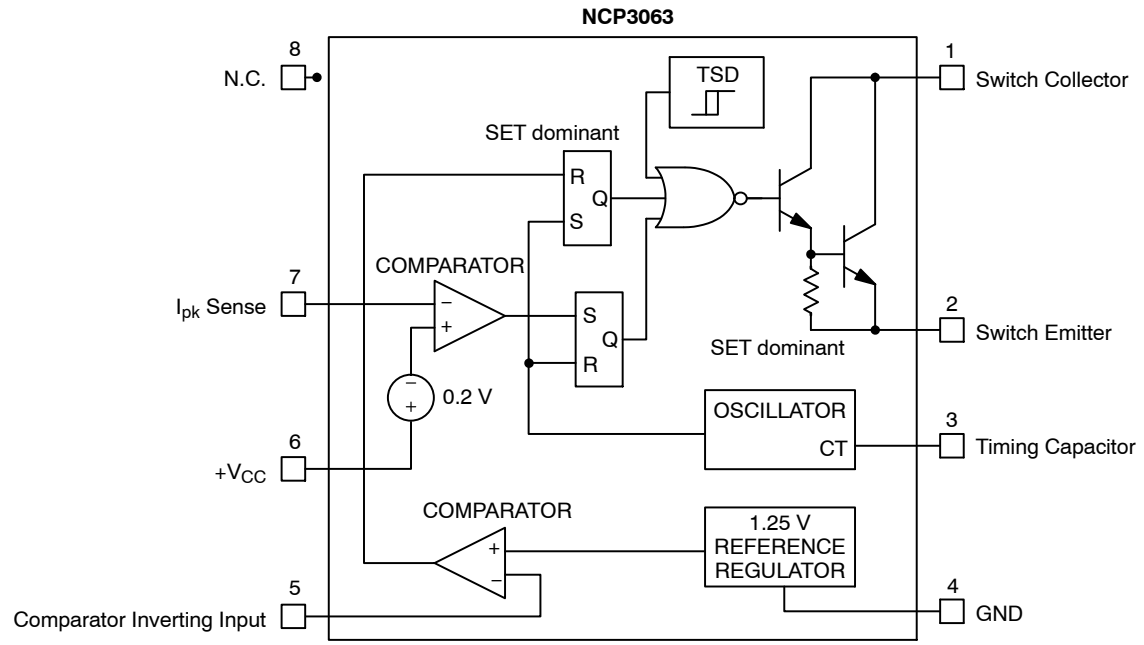 NCP3063
8
N.C.
TSD
1
Switch Collector
SET dominant
R
Q
S
COMPARATOR
7
Ipk Sense
−
+
S
Q
R
2
Switch Emitter
SET dominant
−
+
0.2 V
OSCILLATOR
CT
3
Timing Capacitor
6
+VCC
COMPARATOR
+
−
1.25 V
REFERENCE
REGULATOR
5
Comparator Inverting Input
4
GND